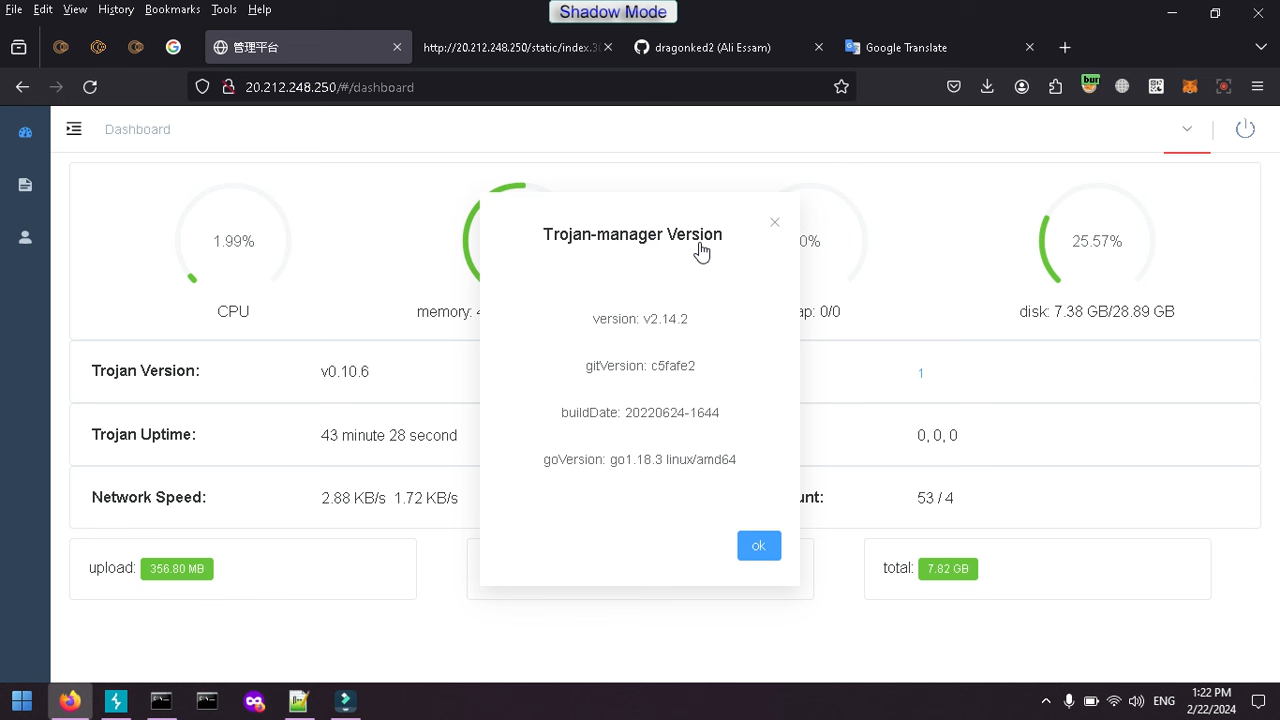 File Edit View History Bookmarks Tools Help
Shadow Mode
管理平台
http://20.212.248.250/static/index.3
dragonked2 (Ali Essam)
Google Translate
20.212.248.250/#/dashboard
bur
Dashboard
1.99%
0%
25.57%
CPU
memory: 4
ap: 0/0
disk: 7.38 GB/28.89 GB
Trojan-manager Version
version: v2.14.2
gitVersion: c5fafe2
buildDate: 20220624-1644
goVersion: go1.18.3 linux/amd64
ok
Trojan Version: v0.10.6
1
Trojan Uptime: 43 minute 28 second
0, 0, 0
Network Speed: 2.88 KB/s 1.72 KB/s
unt: 53 / 4
upload: 356.80 MB
total: 7.82 GB
ENG
1:22 PM
2/22/2024